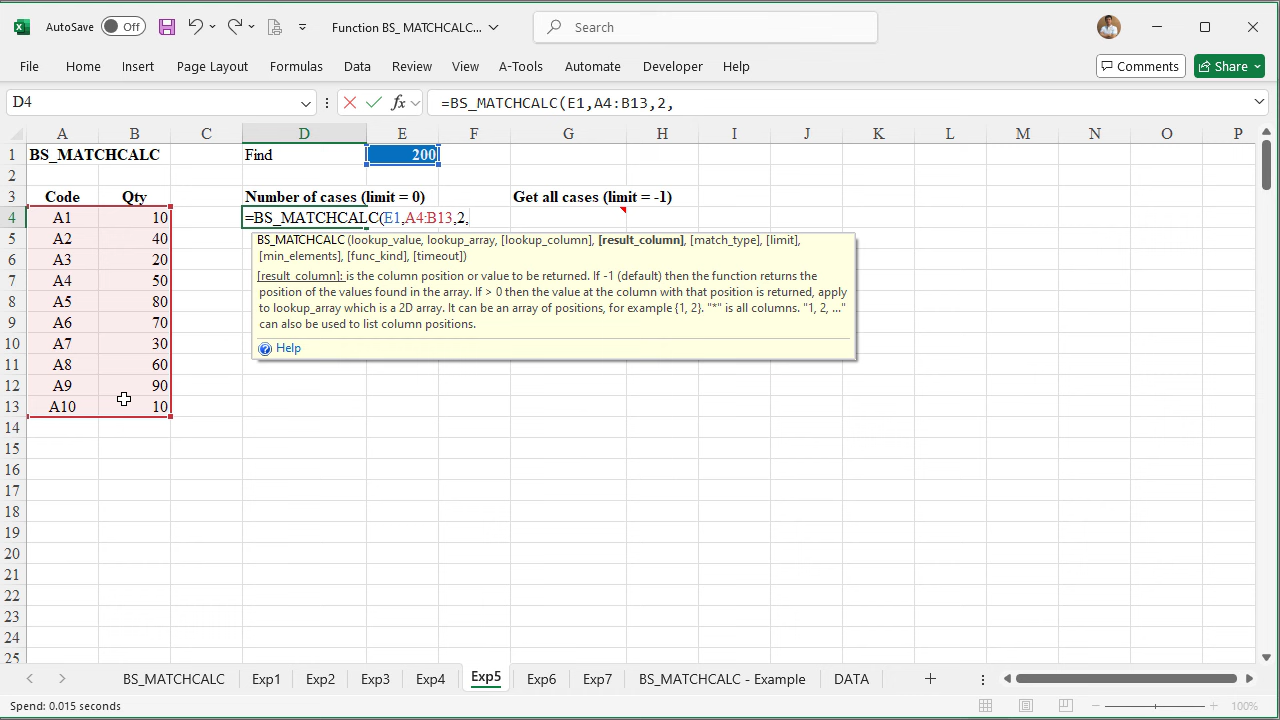 AutoSave Off Function BS_ MATCHCALC... Search
File Home Insert Page Layout Formulas Data Review View A-Tools Automate Developer Help Comments Share
D4 fx =BS_MATCHCALC(E1,A4:B13,2,
A B C D E F G H I J K L M N O P
1 BS_MATCHCALC Find 200
2
3 Code Qty Number of cases (limit = 0) Get all cases (limit = -1)
4 A1 10 =BS_MATCHCALC(E1,A4:B13,2,
5 A2 40 BS_MATCHCALC (lookup_value, lookup_array, [lookup_column], [result_column], [match_type], [limit],
[min_elements], [func_kind], [timeout])
6 A3 20
7 A4 50 [result_column]: is the column position or value to be returned. If -1 (default) then the function returns the
position of the values found in the array. If > 0 then the value at the column with that position is returned, apply
8 A5 80 to lookup_array which is a 2D array. It can be an array of positions, for example {1, 2}. "*" is all columns. "1, 2, ..."
9 A6 70 can also be used to list column positions.
10 A7 30 Help
11 A8 60
12 A9 90
13 A10 10
14
15
16
17
18
19
20
21
22
23
24
25
BS_MATCHCALC Exp1 Exp2 Exp3 Exp4 Exp5 Exp6 Exp7 BS_MATCHCALC - Example DATA
Spend: 0.015 seconds 100%